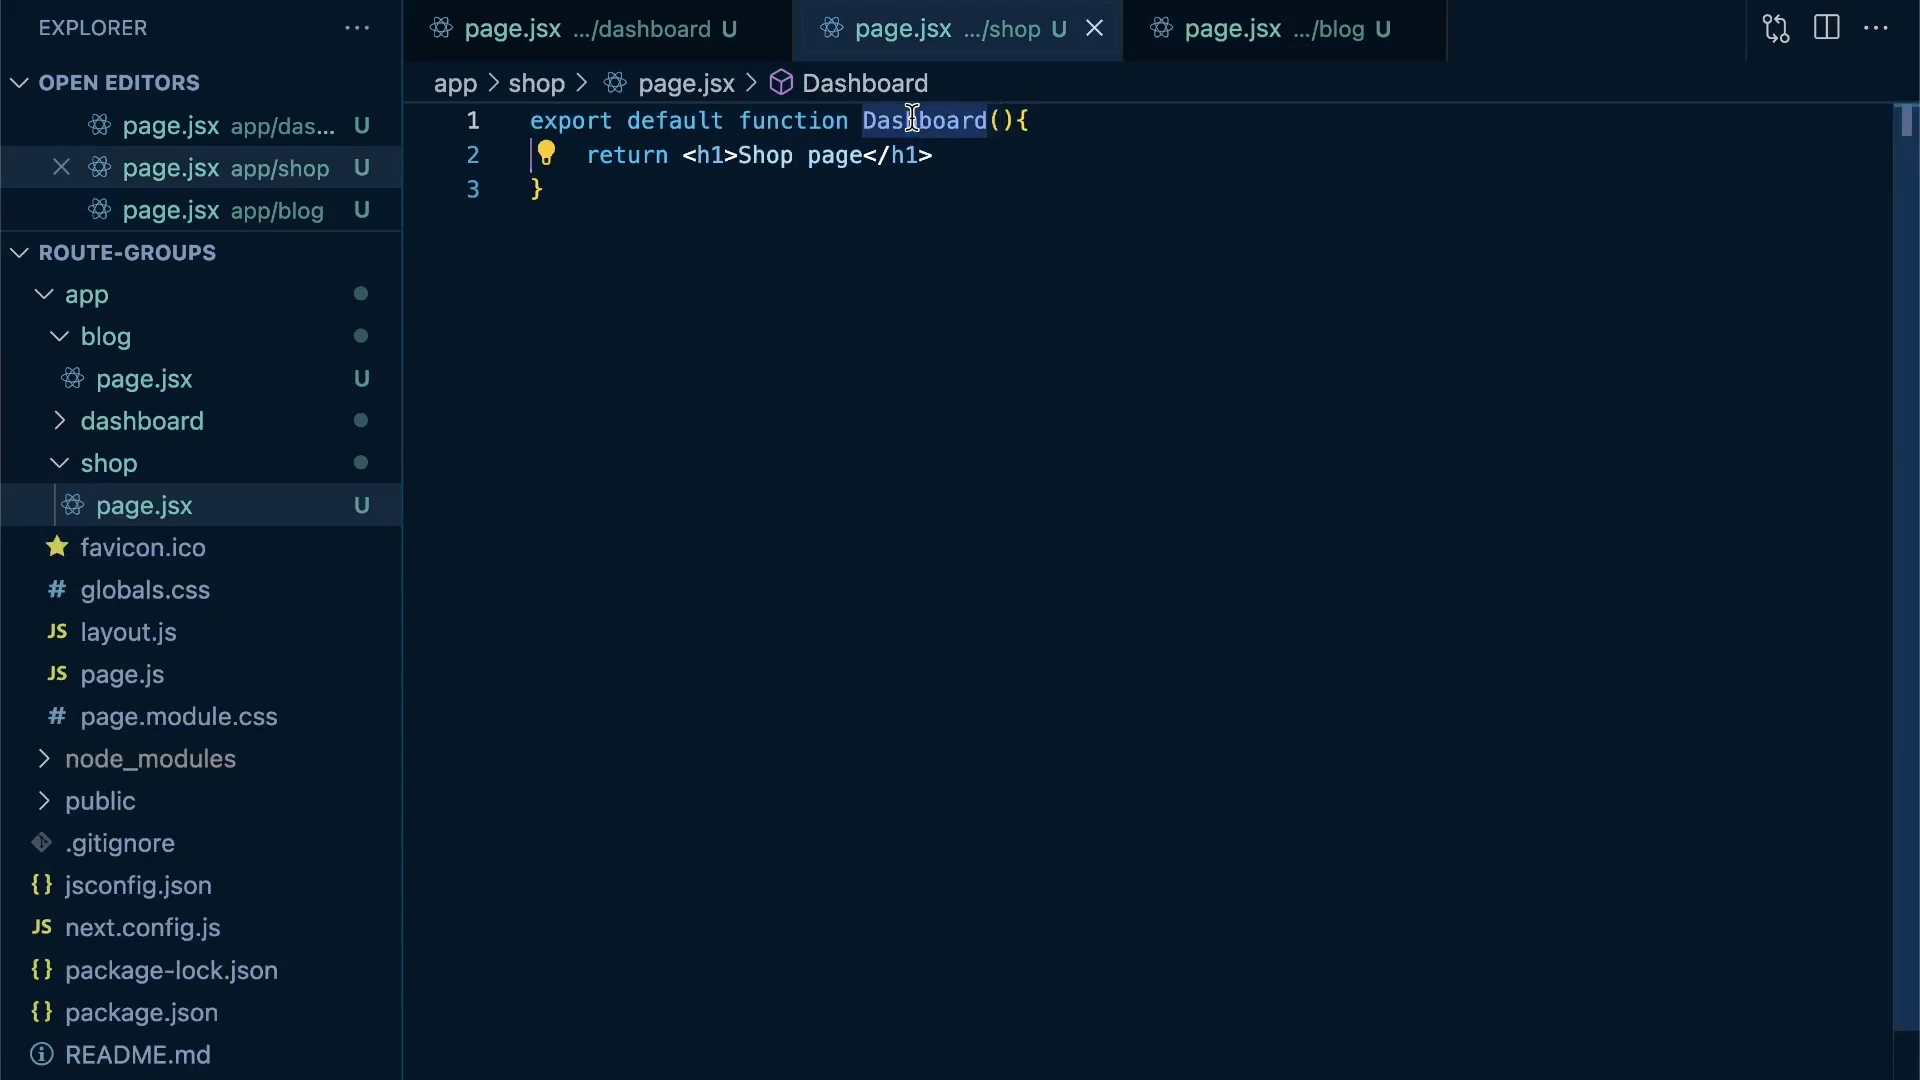 EXPLORER
OPEN EDITORS
page.jsx app/das... U
page.jsx app/shop U
page.jsx app/blog U
ROUTE-GROUPS
app
blog
page.jsx U
dashboard
shop
page.jsx U
favicon.ico
# globals.css
JS layout.js
JS page.js
# page.module.css
node_modules
public
.gitignore
{} jsconfig.json
JS next.config.js
{} package-lock.json
{} package.json
README.md
page.jsx .../dashboard U
page.jsx .../shop U
page.jsx .../blog U
app > shop > page.jsx > Dashboard
1 export default function Dashboard(){
2 return <h1>Shop page</h1>
3 }